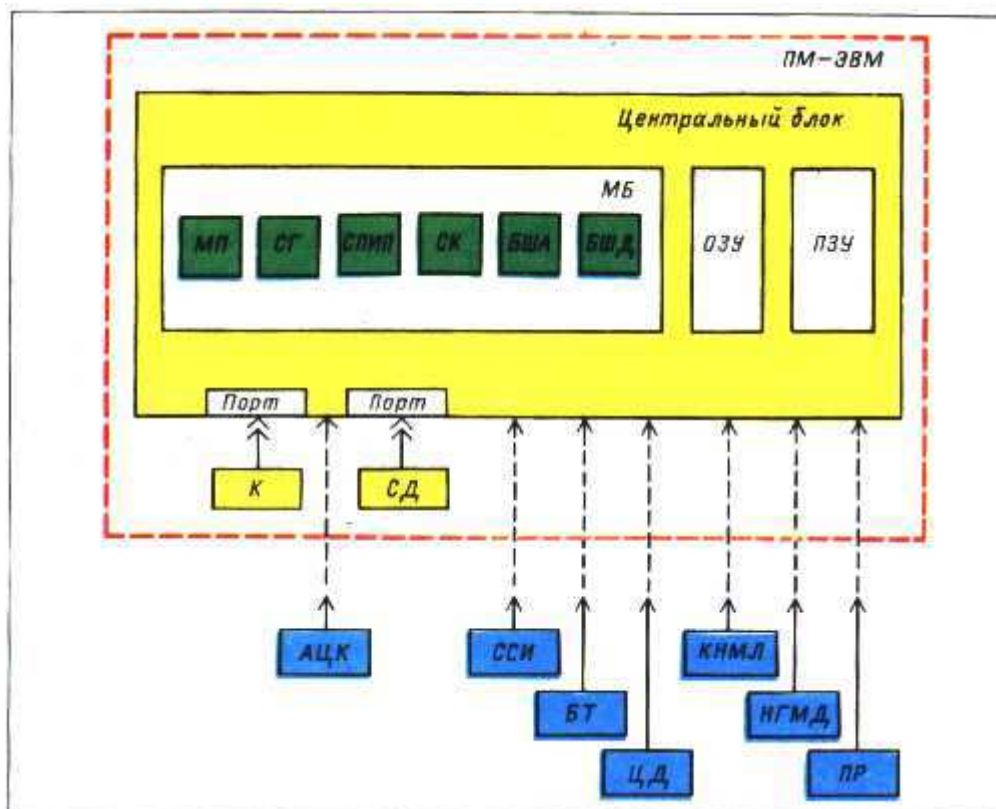 ПМ-ЭВМ
Центральный блок
МБ
МП СГ СПИП СК БША БШД ОЗУ ПЗУ
Порт Порт
К СД
АЦК ССИ КНМЛ
БТ НГМД
ЦД ПР